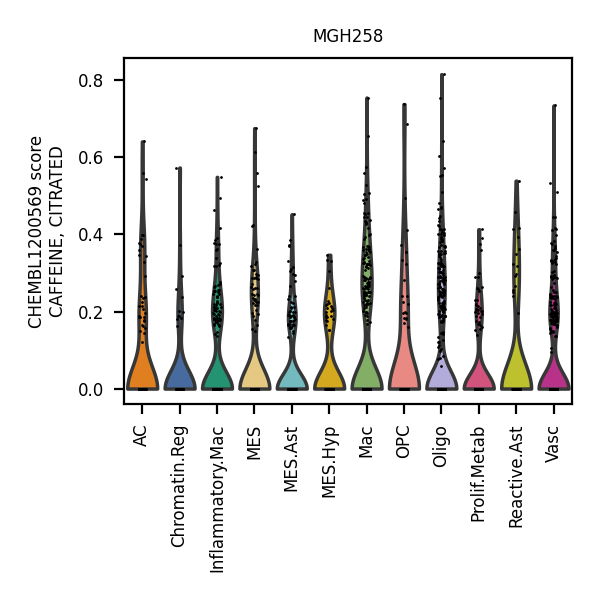 MGH258
CHEMBL1200569 score
CAFFEINE, CITRATED
0.8
0.6
0.4
0.2
0.0
AC
Chromatin.Reg
Inflammatory.Mac
MES
MES.Ast
MES.Hyp
Mac
OPC
Oligo
Prolif.Metab
Reactive.Ast
Vasc